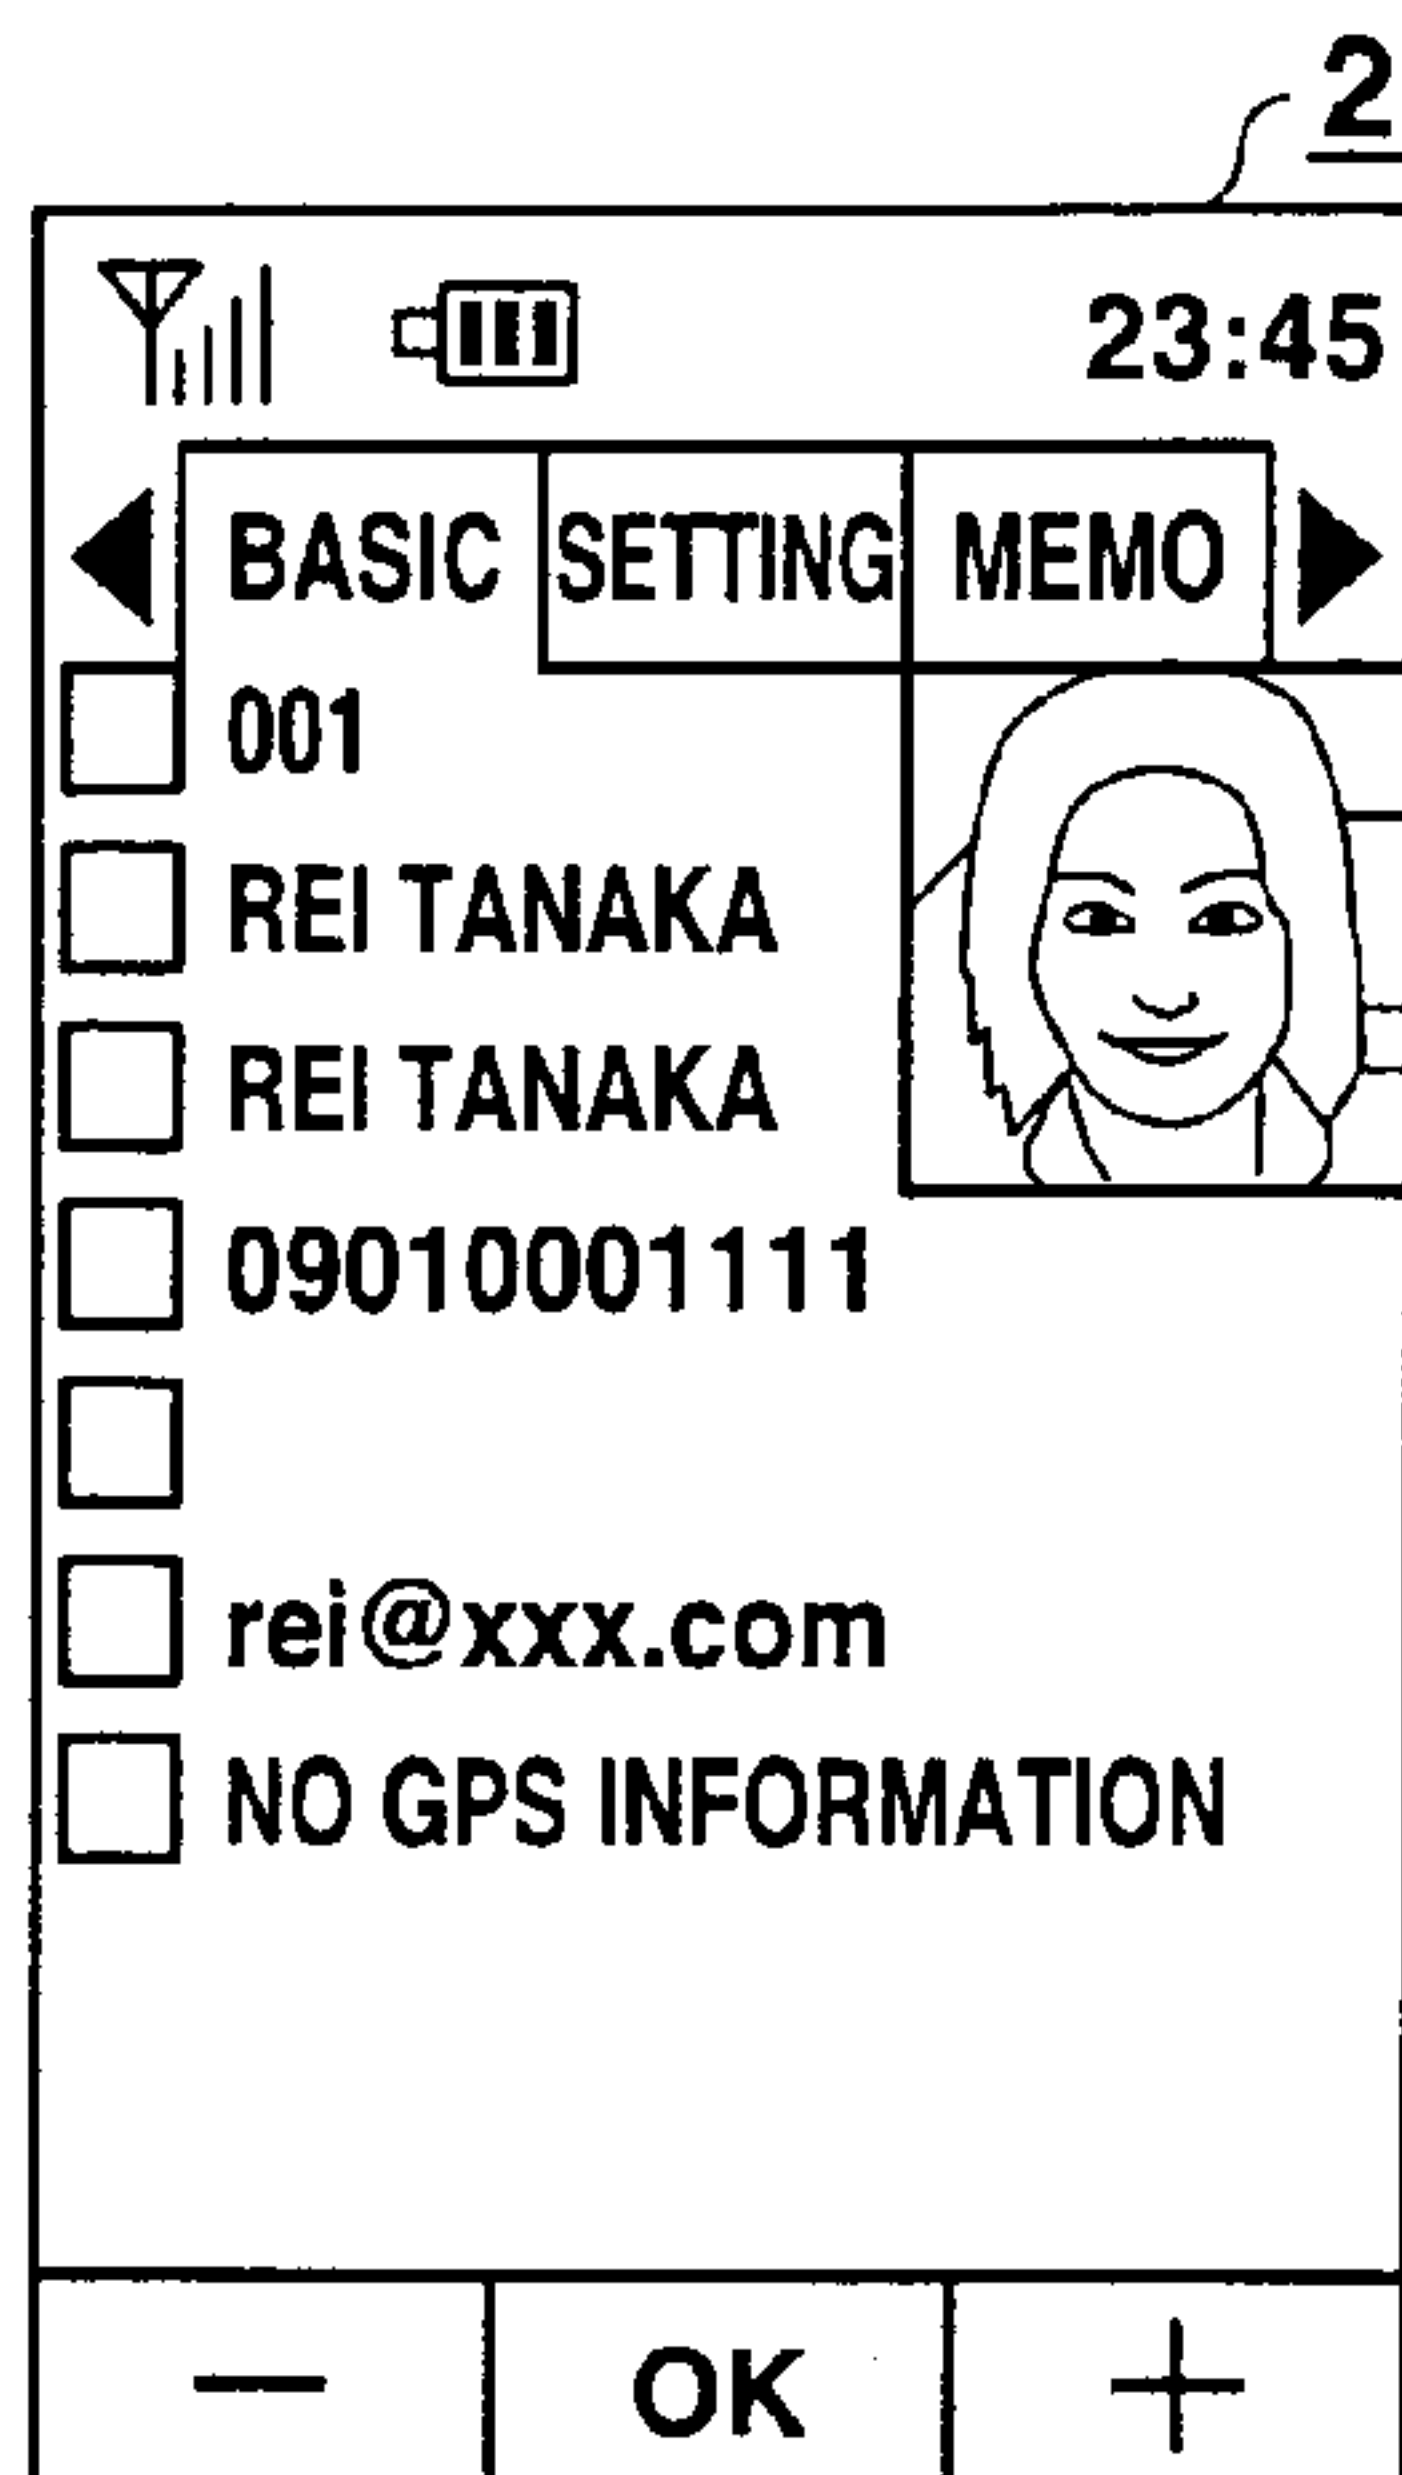 2
23:45
BASIC SETTING MEMO
001
REI TANAKA
REI TANAKA
09010001111
rei@xxx.com
NO GPS INFORMATION
— OK +